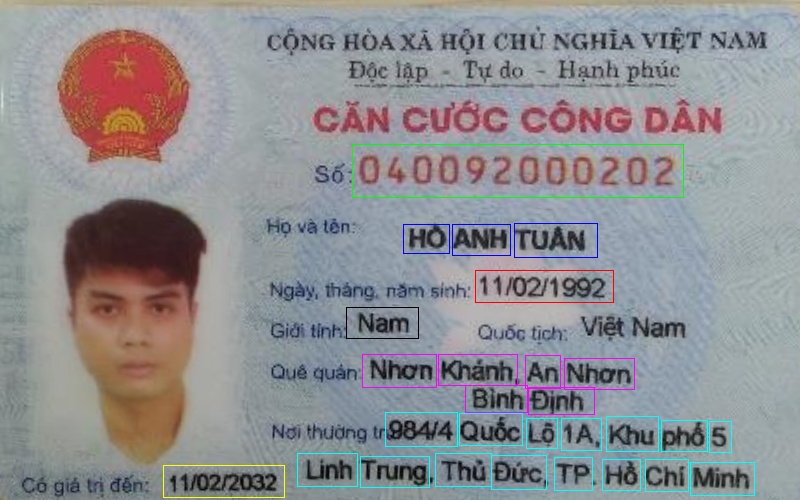 CỘNG HÒA XÃ HỘI CHỦ NGHĨA VIỆT NAM
Độc lập - Tự do - Hạnh phúc
CĂN CƯỚC CÔNG DÂN
Số: 040092000202
Họ và tên: HỒ ANH TUẤN
Ngày, tháng, năm sinh: 11/02/1992
Giới tính: Nam Quốc tịch: Việt Nam
Quê quán: Nhơn Khánh, An Nhơn
Bình Định
Nơi thường tr 984/4 Quốc Lộ 1A, Khu phố 5
Linh Trung, Thủ Đức, TP. Hồ Chí Minh
Có giá trị đến: 11/02/2032